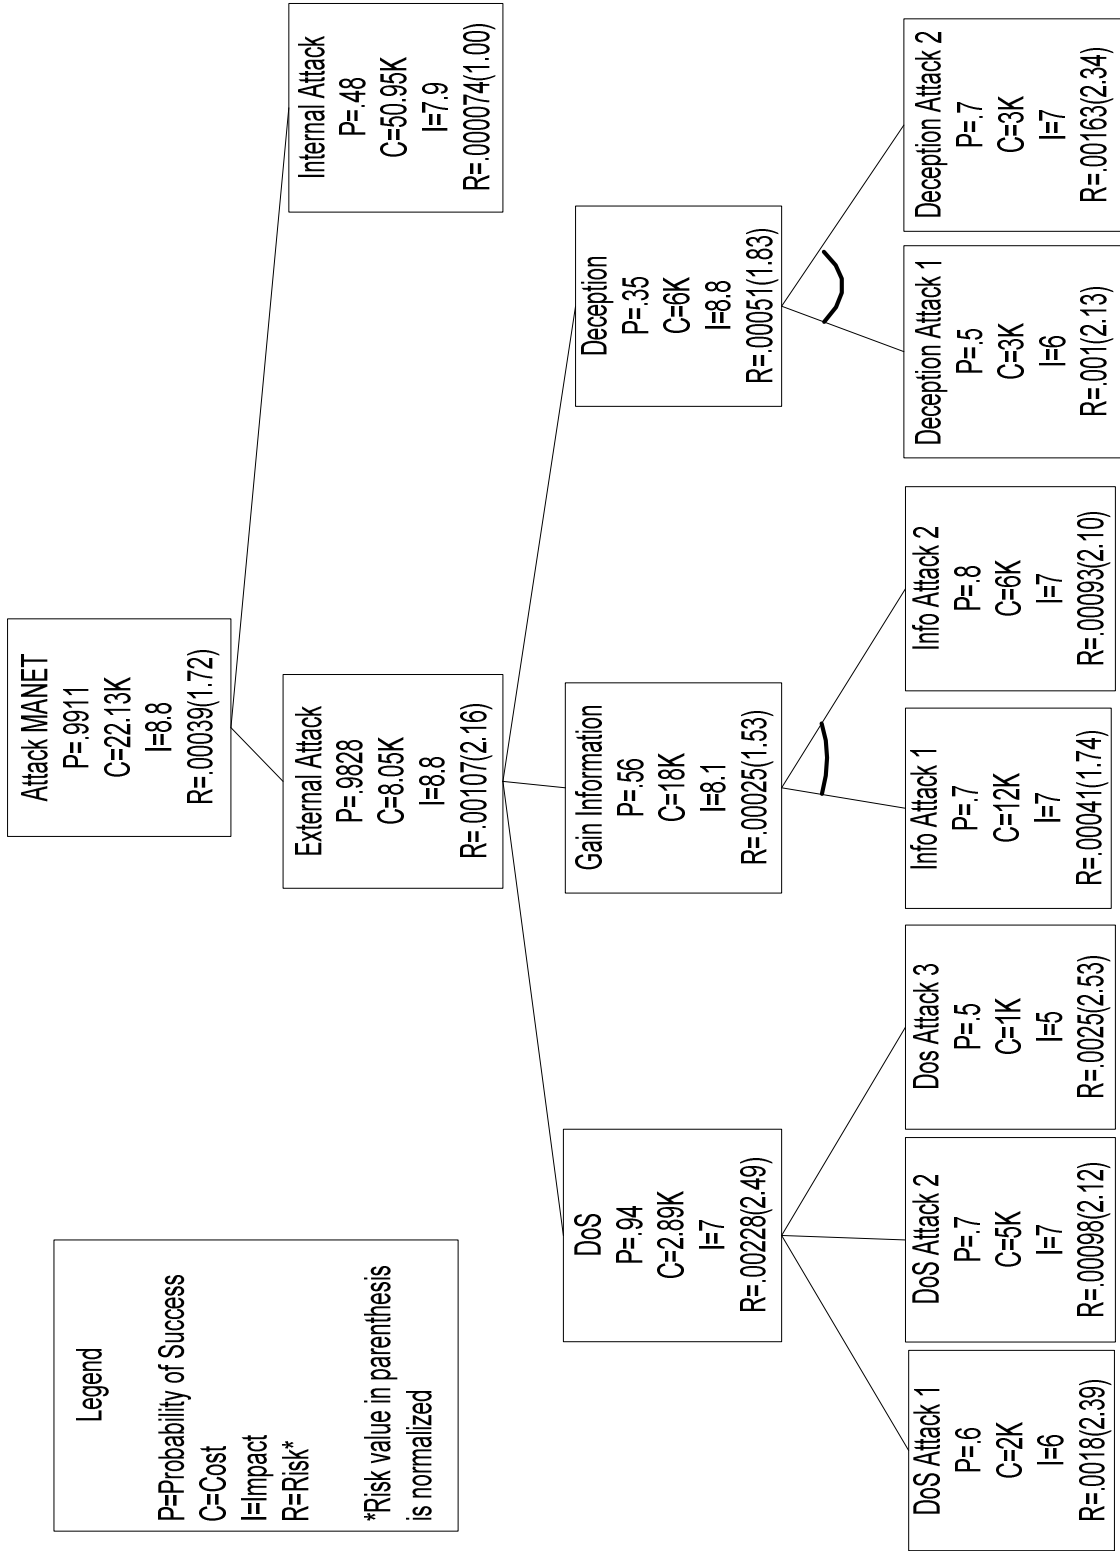 Attack MANET
P=.9911
C=22.13K
I=8.8
R=.00039(1.72)
Legend
P=Probability of Success
C=Cost
I=Impact
R=Risk*
*Risk value in parenthesis
is normalized
External Attack
P=.9828
C=8.05K
I=8.8
R=.00107(2.16)
Internal Attack
P=.48
C=50.95K
I=7.9
R=.000074(1.00)
DoS
P=.94
C=2.89K
I=7
R=.00228(2.49)
Gain Information
P=.56
C=18K
I=8.1
R=.00025(1.53)
Deception
P=.35
C=6K
I=8.8
R=.00051(1.83)
DoS Attack 1
P=.6
C=2K
I=6
R=.0018(2.39)
DoS Attack 2
P=.7
C=5K
I=7
R=.00098(2.12)
Dos Attack 3
P=.5
C=1K
I=5
R=.0025(2.53)
Info Attack 1
P=.7
C=12K
I=7
R=.00041(1.74)
Info Attack 2
P=.8
C=6K
I=7
R=.00093(2.10)
Deception Attack 1
P=.5
C=3K
I=6
R=.001(2.13)
Deception Attack 2
P=.7
C=3K
I=7
R=.00163(2.34)